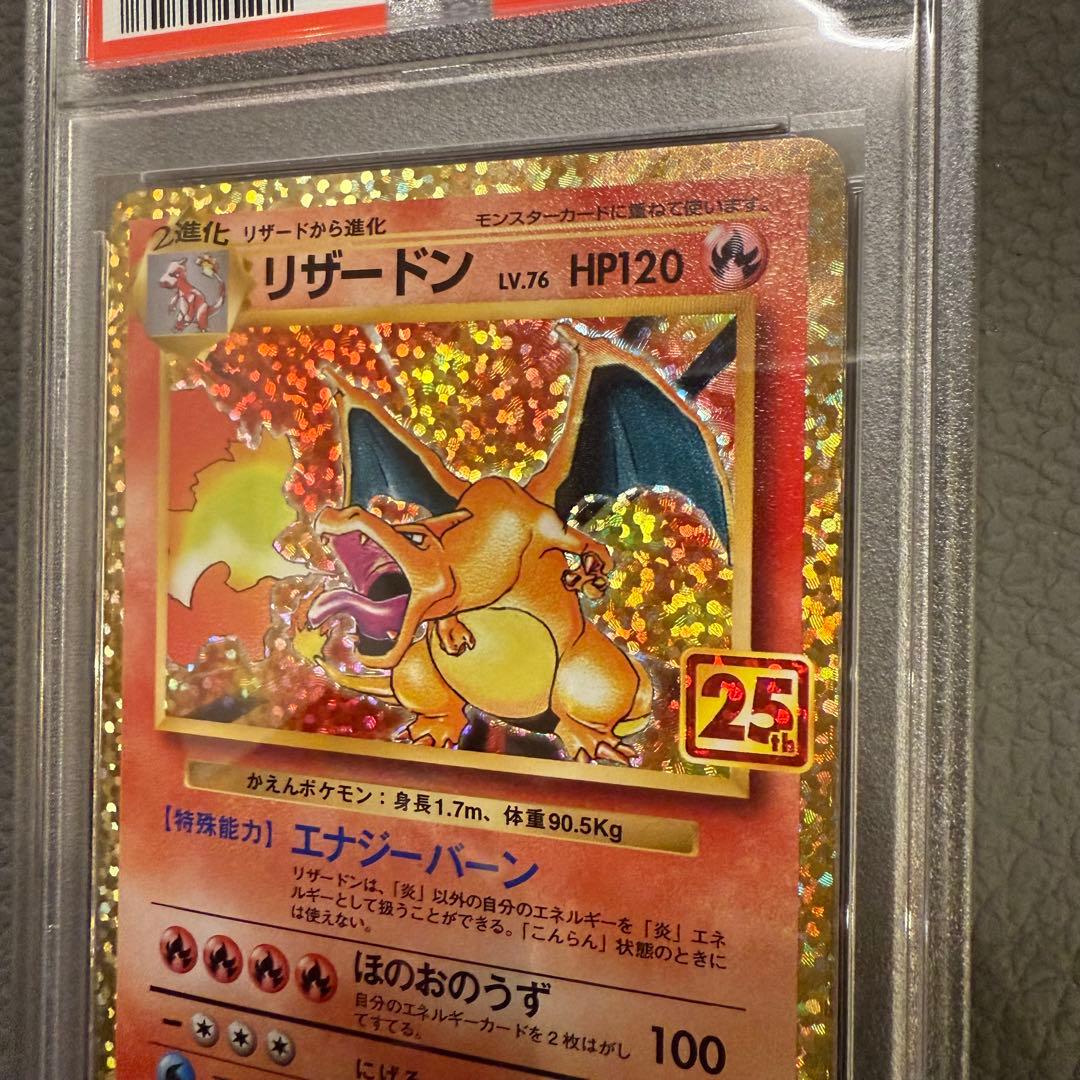 2進化 リザードから進化 モンスターカードに重ねて使います。
リザードン LV.76 HP120
25th
かえんポケモン：身長1.7m、体重90.5Kg
【特殊能力】エナジーバーン
リザードンは、「炎」以外の自分のエネルギーを「炎」エネ
ルギーとして扱うことができる。「こんらん」状態のときに
は使えない。
ほのおのうず 100
自分のエネルギーカードを2枚はがし
てすてる。
にげる